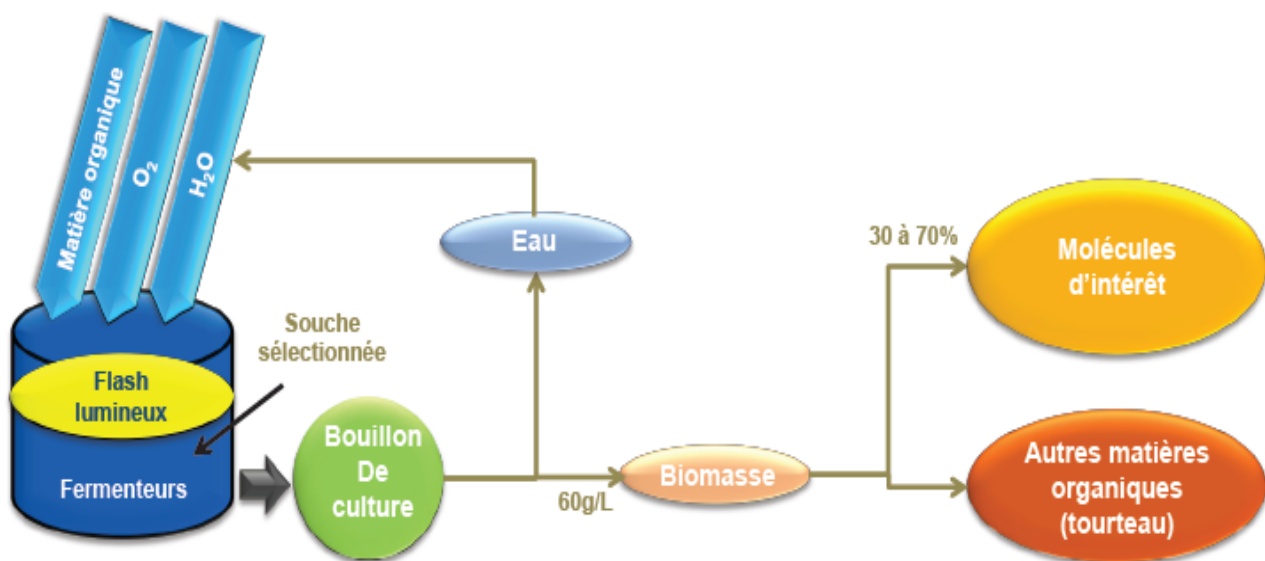 Matière organique
O₂
H₂O
Flash
lumineux
Fermenteurs
Souche
sélectionnée
Bouillon
De
culture
Eau
60g/L
Biomasse
30 à 70%
Molécules
d'intérêt
Autres matières
organiques
(tourteau)